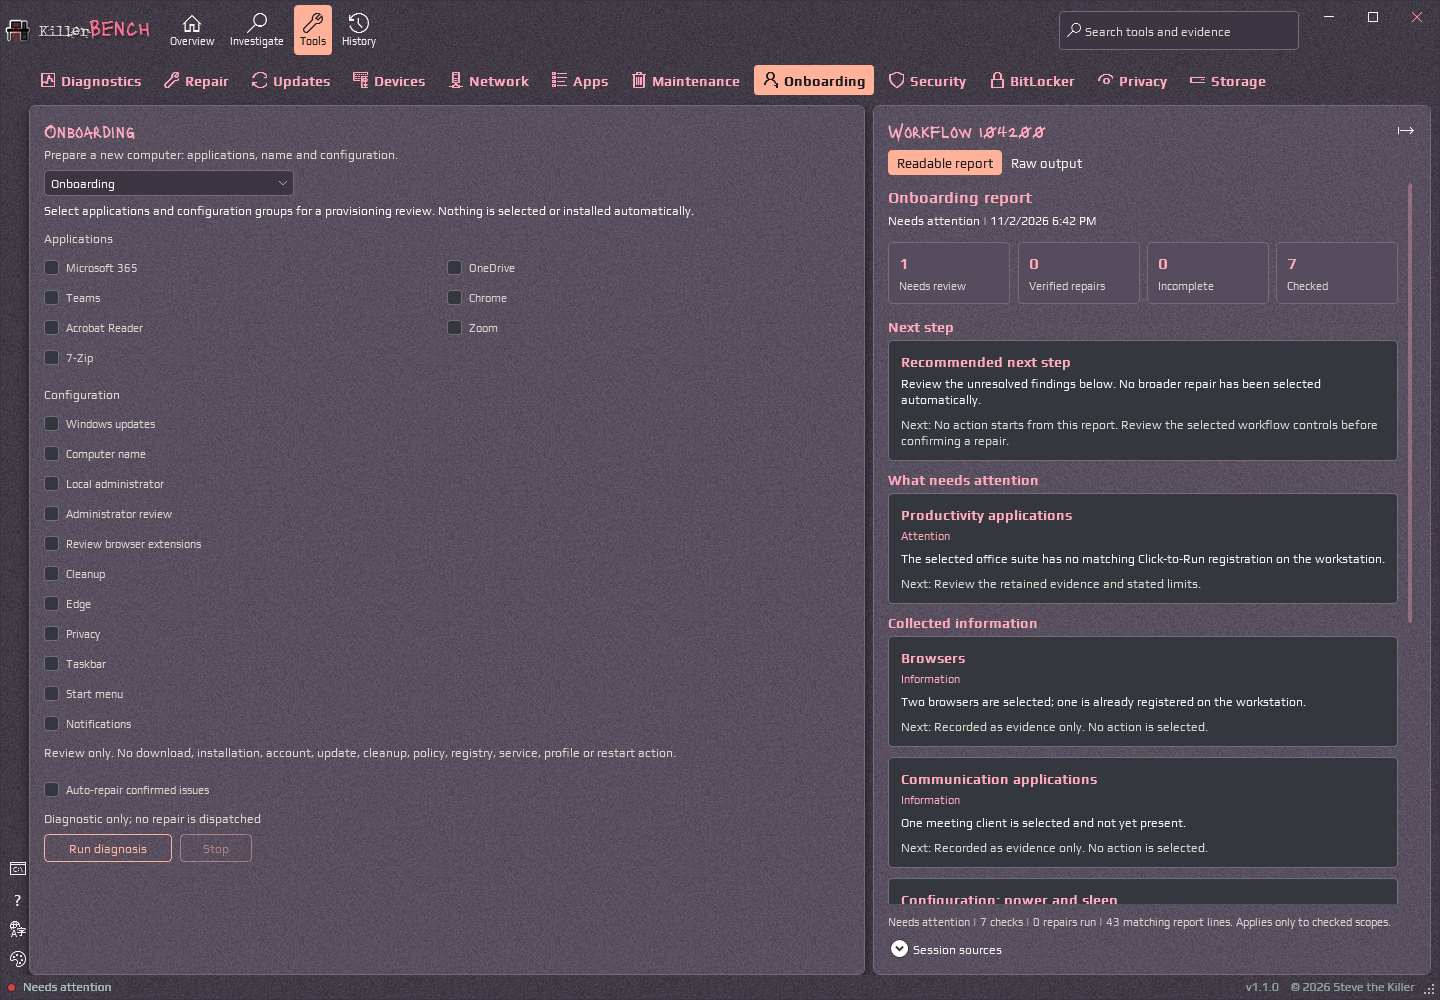 KillerBENCH
Overview
Investigate
Tools
History
Search tools and evidence
Diagnostics
Repair
Updates
Devices
Network
Apps
Maintenance
Onboarding
Security
BitLocker
Privacy
Storage
Onboarding
Prepare a new computer: applications, name and configuration.
Onboarding
Select applications and configuration groups for a provisioning review. Nothing is selected or installed automatically.
Applications
Microsoft 365
OneDrive
Teams
Chrome
Acrobat Reader
Zoom
7-Zip
Configuration
Windows updates
Computer name
Local administrator
Administrator review
Review browser extensions
Cleanup
Edge
Privacy
Taskbar
Start menu
Notifications
Review only. No download, installation, account, update, cleanup, policy, registry, service, profile or restart action.
Auto-repair confirmed issues
Diagnostic only; no repair is dispatched
Run diagnosis
Stop
Workflow 104200
Readable report
Raw output
Onboarding report
Needs attention | 11/2/2026 6:42 PM
1
Needs review
0
Verified repairs
0
Incomplete
7
Checked
Next step
Recommended next step
Review the unresolved findings below. No broader repair has been selected
automatically.
Next: No action starts from this report. Review the selected workflow controls before
confirming a repair.
What needs attention
Productivity applications
Attention
The selected office suite has no matching Click-to-Run registration on the workstation.
Next: Review the retained evidence and stated limits.
Collected information
Browsers
Information
Two browsers are selected; one is already registered on the workstation.
Next: Recorded as evidence only. No action is selected.
Communication applications
Information
One meeting client is selected and not yet present.
Next: Recorded as evidence only. No action is selected.
Configuration: power and sleep
Needs attention | 7 checks | 0 repairs run | 43 matching report lines. Applies only to checked scopes.
Session sources
Needs attention
v1.1.0
© 2026 Steve the Killer